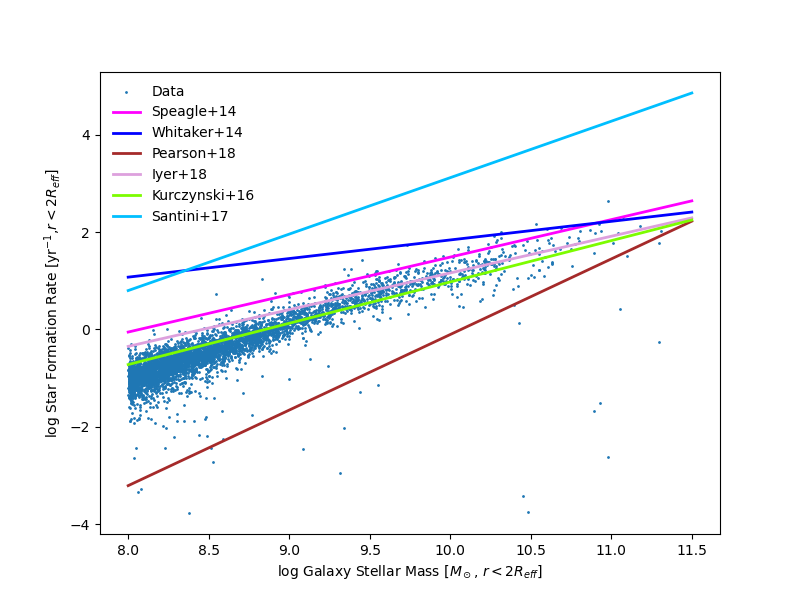 Data
Speagle+14
Whitaker+14
Pearson+18
Iyer+18
Kurczynski+16
Santini+17
log Star Formation Rate [yr⁻¹,r < 2R_eff]
4
2
0
−2
−4
8.0 8.5 9.0 9.5 10.0 10.5 11.0 11.5
log Galaxy Stellar Mass [M_⊙, r < 2R_eff]